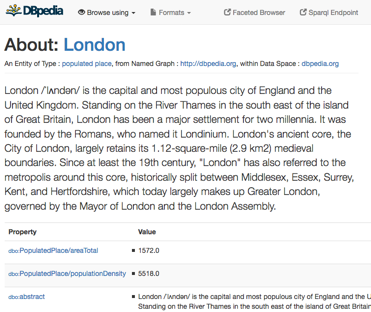 DBpedia Browse using Formats Faceted Browser Sparql Endpoint
About: London
An Entity of Type : populated place, from Named Graph : http://dbpedia.org, within Data Space : dbpedia.org
London /ˈlʌndən/ is the capital and most populous city of England and the
United Kingdom. Standing on the River Thames in the south east of the island
of Great Britain, London has been a major settlement for two millennia. It was
founded by the Romans, who named it Londinium. London's ancient core, the
City of London, largely retains its 1.12-square-mile (2.9 km2) medieval
boundaries. Since at least the 19th century, "London" has also referred to the
metropolis around this core, historically split between Middlesex, Essex, Surrey,
Kent, and Hertfordshire, which today largely makes up Greater London,
governed by the Mayor of London and the London Assembly.
Property Value
dbo:PopulatedPlace/areaTotal ▪ 1572.0
dbo:PopulatedPlace/populationDensity ▪ 5518.0
dbo:abstract ▪ London /ˈlʌndən/ is the capital and most populous city of England and the U
Standing on the River Thames in the south east of the island of Great Britain